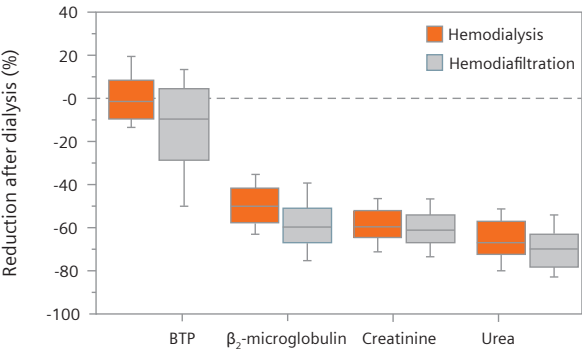 Reduction after dialysis (%)
40
20
-0
-20
-40
-60
-80
-100
Hemodialysis
Hemodiafiltration
BTP
β₂-microglobulin
Creatinine
Urea